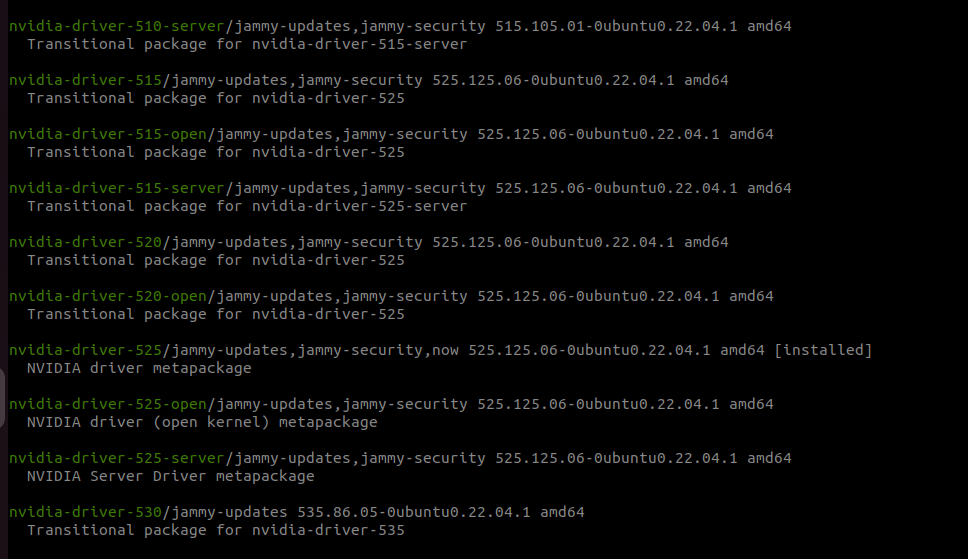 nvidia-driver-510-server/jammy-updates,jammy-security 515.105.01-0ubuntu0.22.04.1 amd64
Transitional package for nvidia-driver-515-server
nvidia-driver-515/jammy-updates,jammy-security 525.125.06-0ubuntu0.22.04.1 amd64
Transitional package for nvidia-driver-525
nvidia-driver-515-open/jammy-updates,jammy-security 525.125.06-0ubuntu0.22.04.1 amd64
Transitional package for nvidia-driver-525
nvidia-driver-515-server/jammy-updates,jammy-security 525.125.06-0ubuntu0.22.04.1 amd64
Transitional package for nvidia-driver-525-server
nvidia-driver-520/jammy-updates,jammy-security 525.125.06-0ubuntu0.22.04.1 amd64
Transitional package for nvidia-driver-525
nvidia-driver-520-open/jammy-updates,jammy-security 525.125.06-0ubuntu0.22.04.1 amd64
Transitional package for nvidia-driver-525
nvidia-driver-525/jammy-updates,jammy-security,now 525.125.06-0ubuntu0.22.04.1 amd64 [installed]
NVIDIA driver metapackage
nvidia-driver-525-open/jammy-updates,jammy-security 525.125.06-0ubuntu0.22.04.1 amd64
NVIDIA driver (open kernel) metapackage
nvidia-driver-525-server/jammy-updates,jammy-security 525.125.06-0ubuntu0.22.04.1 amd64
NVIDIA Server Driver metapackage
nvidia-driver-530/jammy-updates 535.86.05-0ubuntu0.22.04.1 amd64
Transitional package for nvidia-driver-535